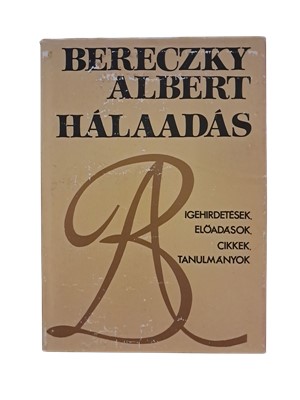 BERECZKY
ALBERT
HÁLAADÁS
IGEHIRDETÉSEK,
ELŐADÁSOK,
CIKKEK,
TANULMÁNYOK